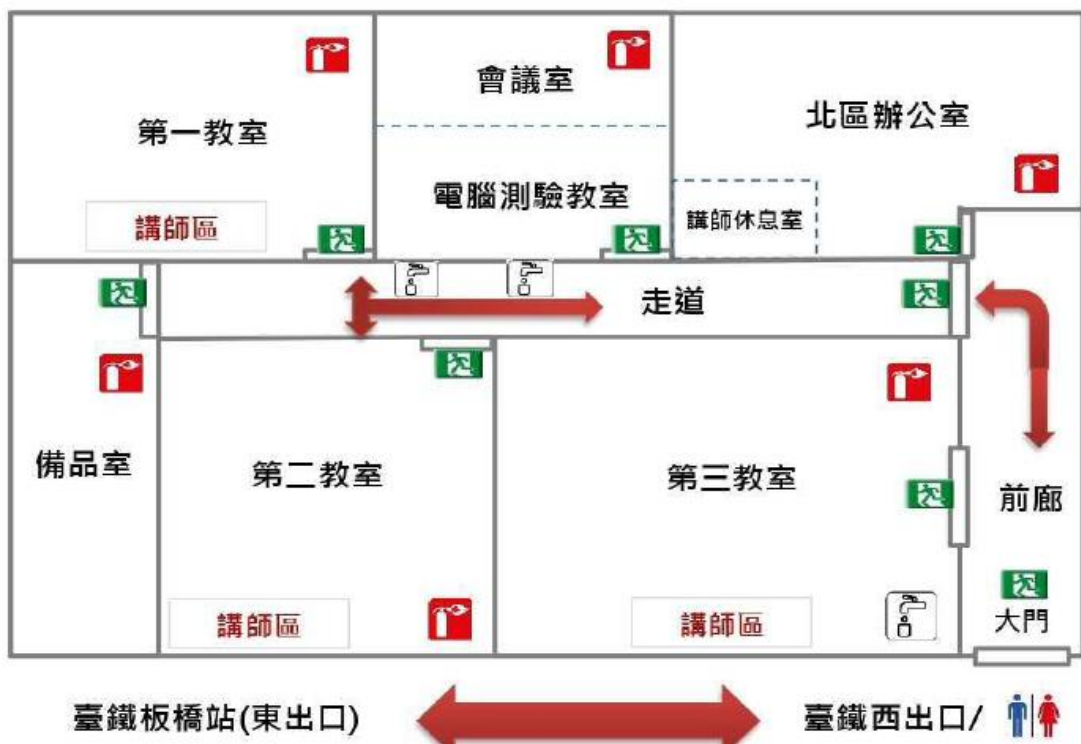 會議室
第一教室
北區辦公室
電腦測驗教室
講師區
講師休息室
走道
備品室
第二教室
第三教室
前廊
講師區
講師區
大門
臺鐵板橋站(東出口)
臺鐵西出口/